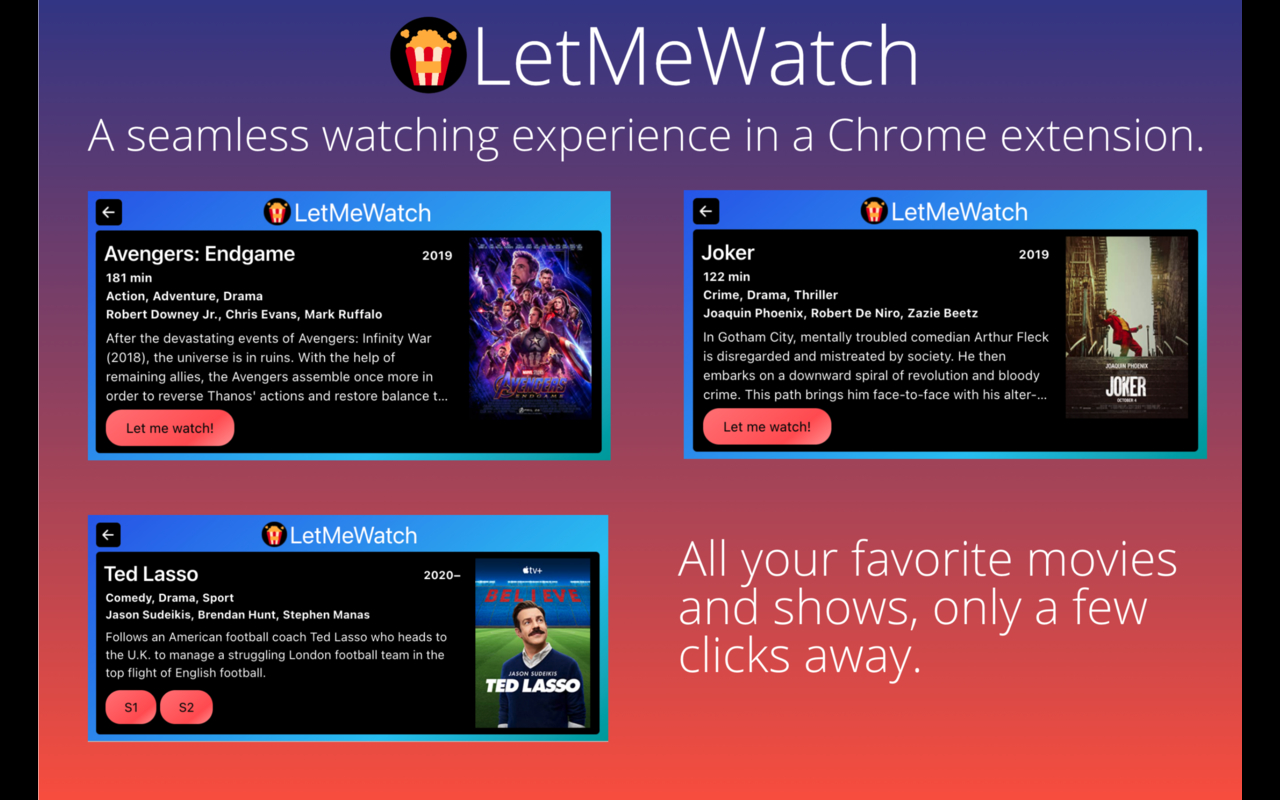 LetMeWatch
A seamless watching experience in a Chrome extension.
LetMeWatch
Avengers: Endgame
2019
181 min
Action, Adventure, Drama
Robert Downey Jr., Chris Evans, Mark Ruffalo
After the devastating events of Avengers: Infinity War
(2018), the universe is in ruins. With the help of
remaining allies, the Avengers assemble once more in
order to reverse Thanos' actions and restore balance t...
Let me watch!
AVENGERS
ENDGAME
LetMeWatch
Joker
2019
122 min
Crime, Drama, Thriller
Joaquin Phoenix, Robert De Niro, Zazie Beetz
In Gotham City, mentally troubled comedian Arthur Fleck
is disregarded and mistreated by society. He then
embarks on a downward spiral of revolution and bloody
crime. This path brings him face-to-face with his alter-...
Let me watch!
JOAQUIN PHOENIX
JOKER
OCTOBER 4
LetMeWatch
Ted Lasso
2020–
Comedy, Drama, Sport
Jason Sudeikis, Brendan Hunt, Stephen Manas
Follows an American football coach Ted Lasso who heads to
the U.K. to manage a struggling London football team in the
top flight of English football.
S1
S2
tv+
BELIEVE
JASON SUDEIKIS
TED LASSO
All your favorite movies
and shows, only a few
clicks away.